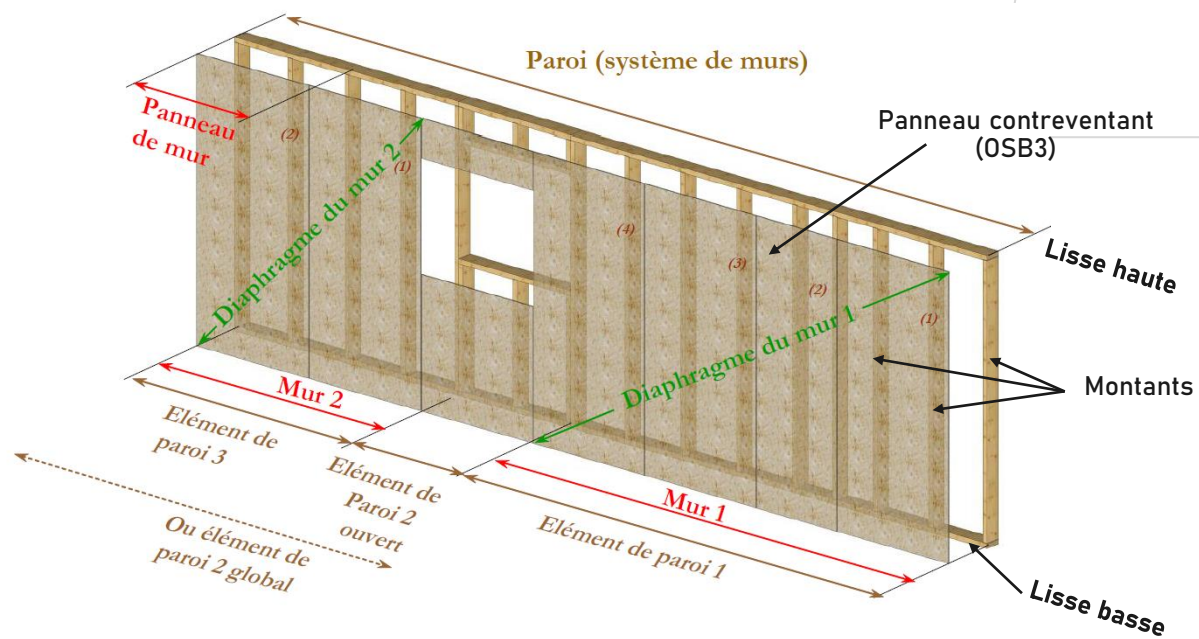 Paroi (système de murs)
Panneau
de mur
Panneau contreventant
(OSB3)
(2)
(1)
Diaphragme du mur 2
(4)
(3)
(2)
(1)
Diaphragme du mur 1
Lisse haute
Montants
Mur 2
Elément de
paroi 3
Elément de
Paroi 2
ouvert
Mur 1
Elément de paroi 1
Ou élément de
paroi 2 global
Lisse basse